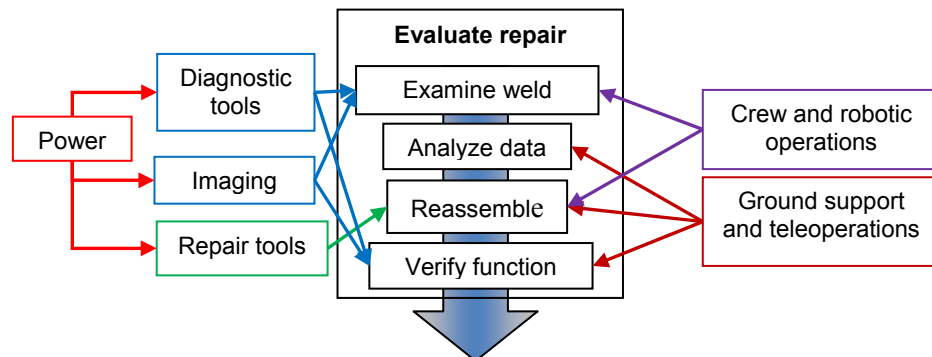 Evaluate repair
Diagnostic
tools
Examine weld
Power
Crew and robotic
operations
Analyze data
Imaging
Reassemble
Ground support
and teleoperations
Repair tools
Verify function